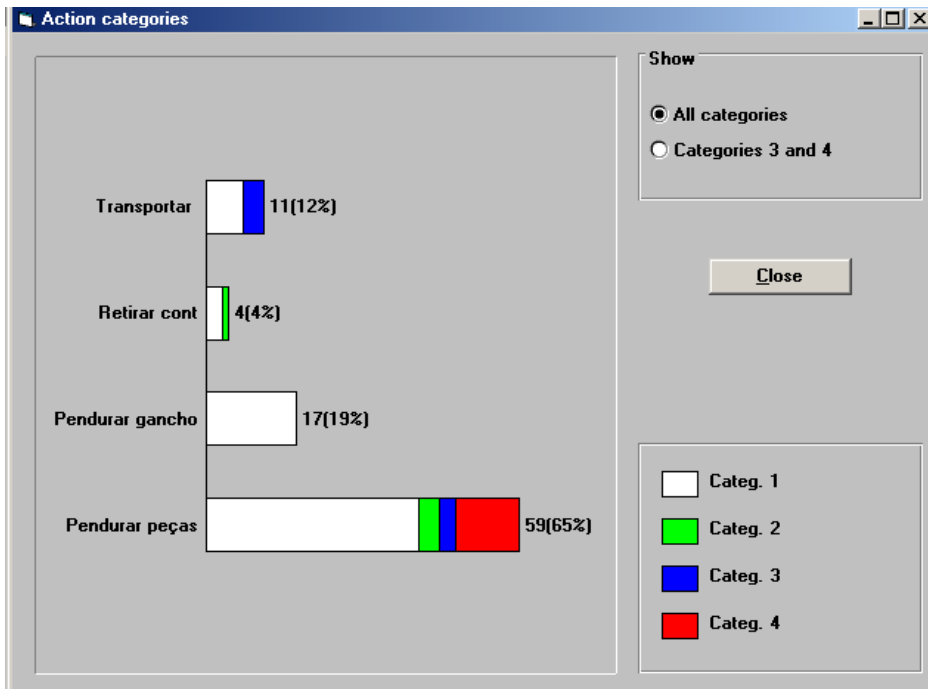 Action categories
Show
All categories
Categories 3 and 4
Close
Transportar
11(12%)
Retirar cont
4(4%)
Pendurar gancho
17(19%)
Pendurar peças
59(65%)
Categ. 1
Categ. 2
Categ. 3
Categ. 4